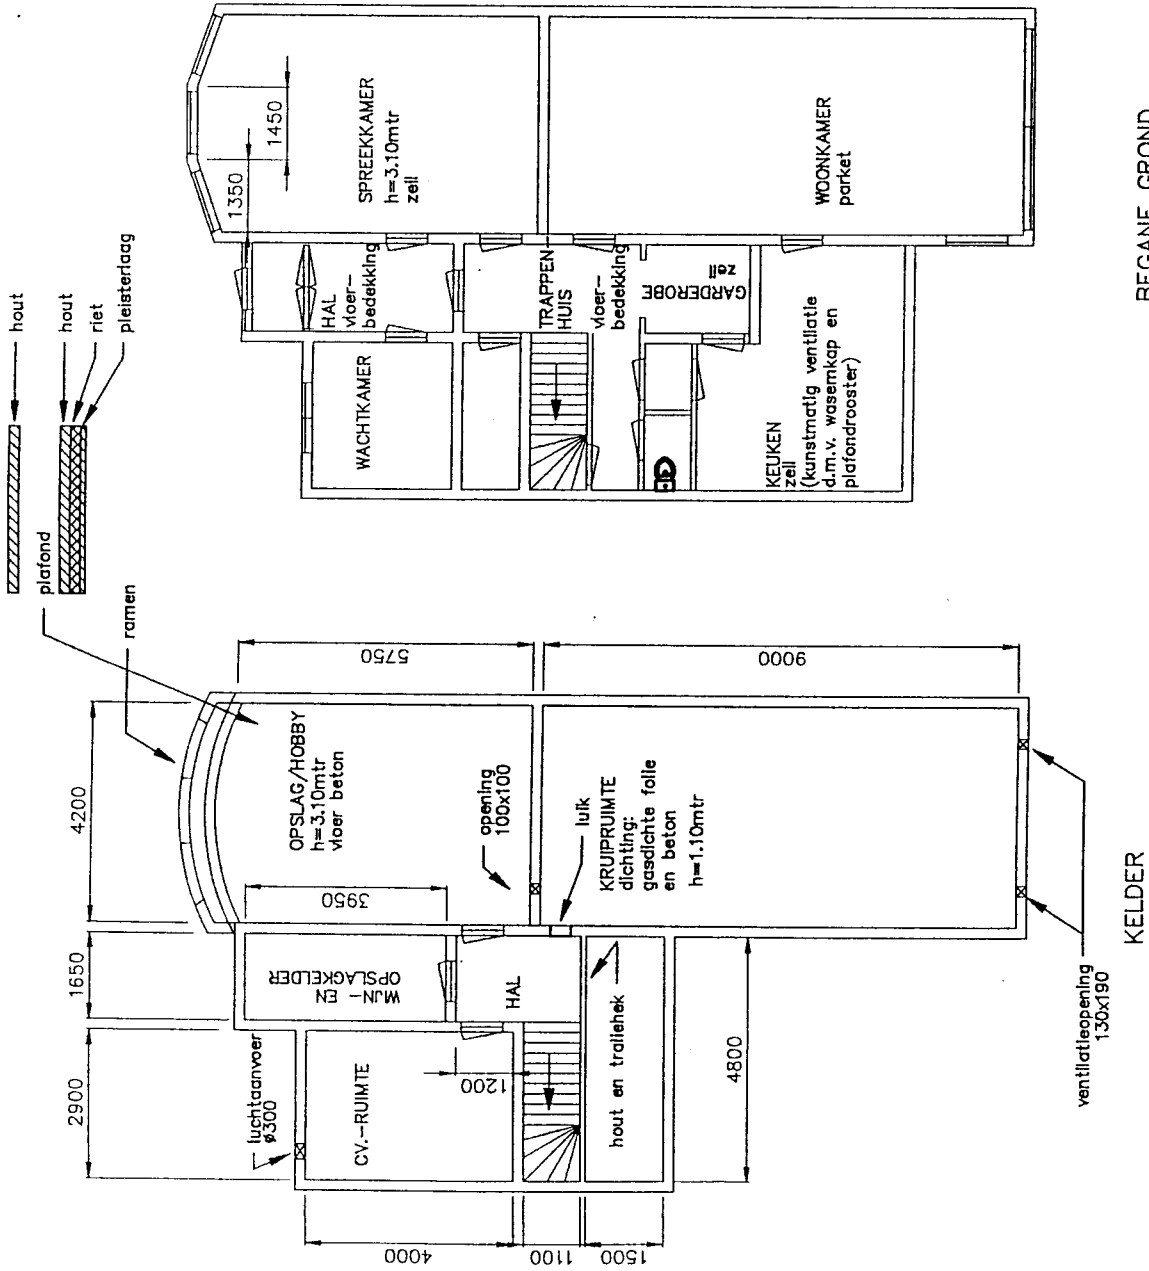 hout
hout
riet
pleisterlaag
plafond
ramen
1350
1450
SPREEKKAMER
h=3.10mtr
zeil
HAL
vloer-
bedekking
WACHTKAMER
TRAPPEN-
HUIS
vloer-
bedekking
GARDEROBE
zeil
WOONKAMER
parket
KEUKEN
zeil
(kunstmatig ventilatie
d.m.v. wasemkap en
plafondrooster)
BEGANE GROND
4200
1650
2900
5750
9000
OPSLAG/HOBBY
h=3.10mtr
vloer beton
3950
WIJN- EN
OPSLAGKELDER
HAL
luchtaanvoer
ø300
CV.-RUIMTE
1200
opening
100x100
luik
KRUIPRUIMTE
dichting:
gasdichte folie
en beton
h=1.10mtr
hout en traliehek
4800
4000
1100
1500
ventilatieopening
130x190
KELDER